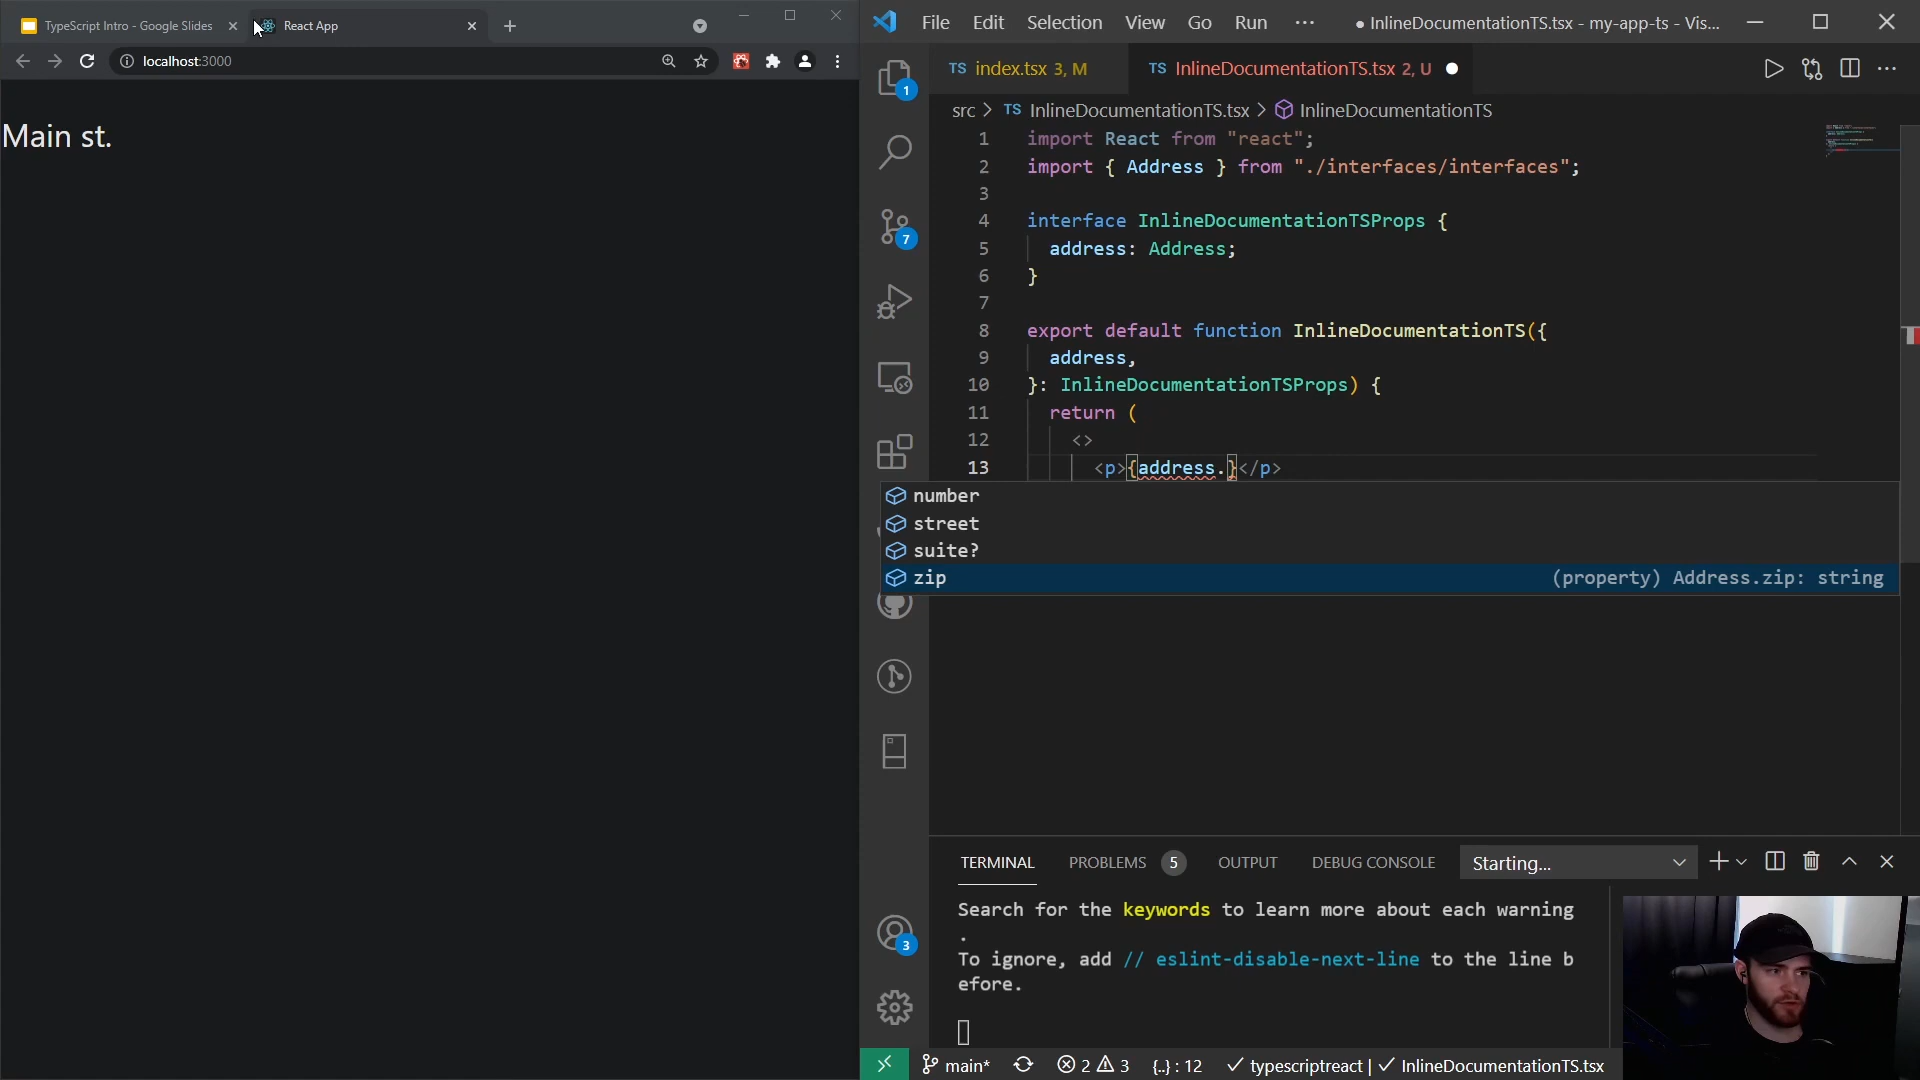 TypeScript Intro - Google Slides
React App
localhost:3000
Main st.
File Edit Selection View Go Run ···
● InlineDocumentationTS.tsx - my-app-ts - Vis...
TS index.tsx 3, M
TS InlineDocumentationTS.tsx 2, U ●
src > TS InlineDocumentationTS.tsx > InlineDocumentationTS
1 import React from "react";
2 import { Address } from "./interfaces/interfaces";
3
4 interface InlineDocumentationTSProps {
5 address: Address;
6 }
7
8 export default function InlineDocumentationTS({
9 address,
10 }: InlineDocumentationTSProps) {
11 return (
12 <>
13 <p>{address.}</p>
number
street
suite?
zip (property) Address.zip: string
1
7
3
TERMINAL PROBLEMS 5 OUTPUT DEBUG CONSOLE Starting...
Search for the keywords to learn more about each warning
.
To ignore, add // eslint-disable-next-line to the line b
efore.
main* 2 3 {..} : 12 ✓ typescriptreact | ✓ InlineDocumentationTS.tsx